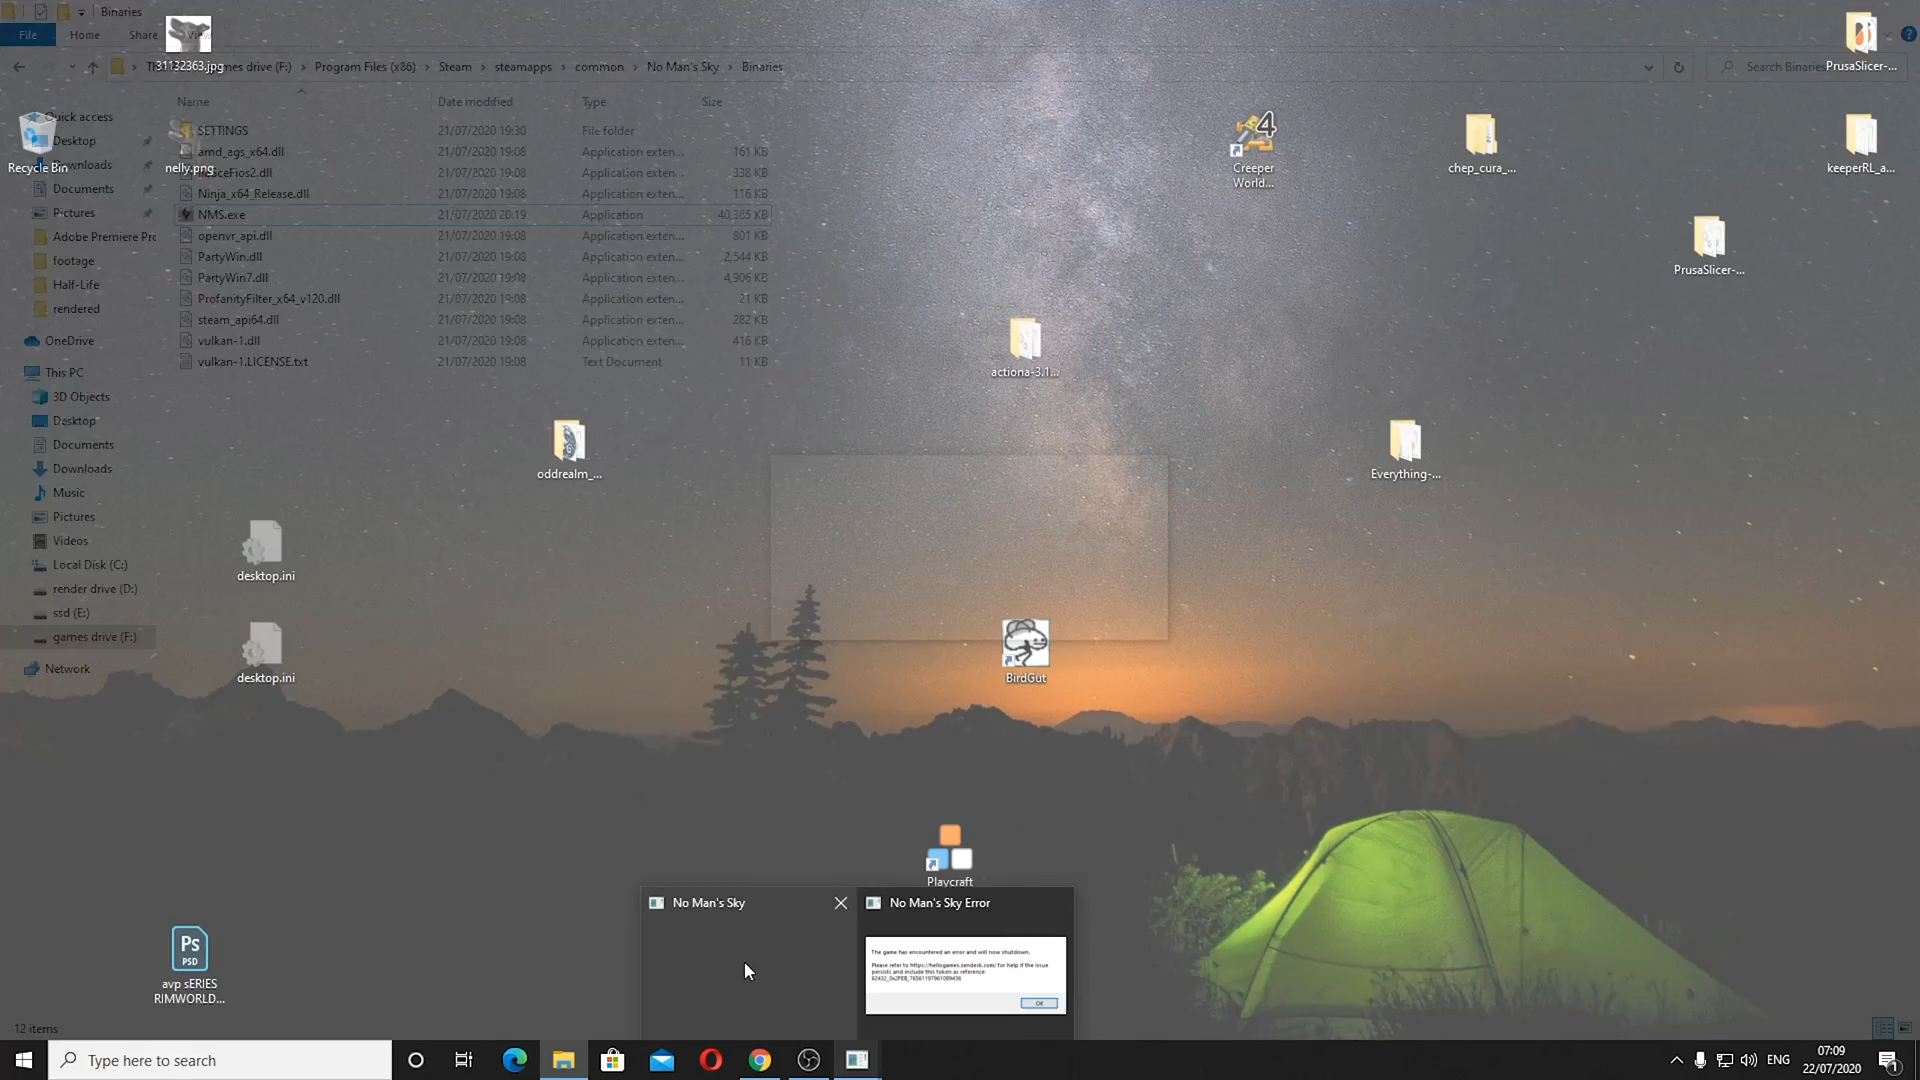 Binaries
File Home Share View
31132363.jpg
mes drive (F:) Program Files (x86) Steam steamapps common No Man's Sky Binaries
Search Binaries
PrusaSlicer-...
Name Date modified Type Size
Quick access
SETTINGS 21/07/2020 19:30 File folder
Desktop
amd_ags_x64.dll 21/07/2020 19:08 Application exten... 161 KB
Recycle Bin
nelly.png
21/07/2020 19:08 Application exten... 338 KB
Creeper
World...
chep_cura_...
keeperRL_a...
Documents
Ninja_x64_Release.dll 21/07/2020 19:08 Application exten... 116 KB
Pictures
NMS.exe 21/07/2020 20:19 Application 40,385 KB
Adobe Premiere Pro
openvr_api.dll 21/07/2020 19:08 Application exten... 801 KB
footage
PartyWin.dll 21/07/2020 19:08 Application exten... 2,544 KB
PrusaSlicer-...
Half-Life
PartyWin7.dll 21/07/2020 19:08 Application exten... 4,906 KB
rendered
ProfanityFilter_x64_v120.dll 21/07/2020 19:08 Application exten... 21 KB
steam_api64.dll 21/07/2020 19:08 Application exten... 282 KB
OneDrive
vulkan-1.dll 21/07/2020 19:08 Application exten... 416 KB
vulkan-1.LICENSE.txt 21/07/2020 19:08 Text Document 11 KB
This PC
actiona-3.1...
3D Objects
Desktop
Documents
Downloads
oddrealm_...
Everything-...
Music
Pictures
Videos
Local Disk (C:)
desktop.ini
render drive (D:)
ssd (E:)
games drive (F:)
Network
desktop.ini
BirdGut
Playcraft
No Man's Sky
No Man's Sky Error
The game has encountered an error and will now shutdown.
Please refer to https://hellogames.zendesk.com/ for help if the issue
persists and include this token as reference:
OK
Ps
PSD
avp sERIES
RIMWORLD...
12 items
Type here to search
ENG
07:09
22/07/2020
1